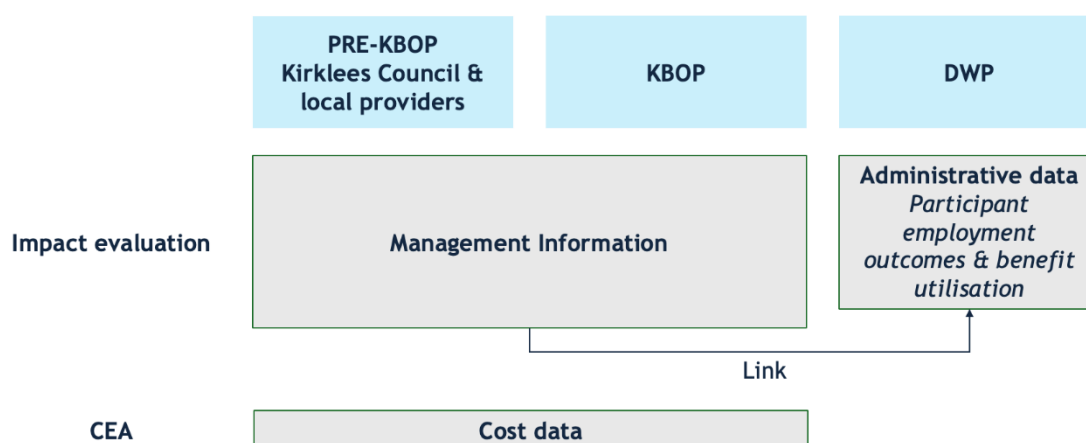 PRE-KBOP
Kirklees Council &
local providers
KBOP
DWP
Impact evaluation
Management Information
Administrative data
Participant
employment
outcomes & benefit
utilisation
Link
CEA
Cost data